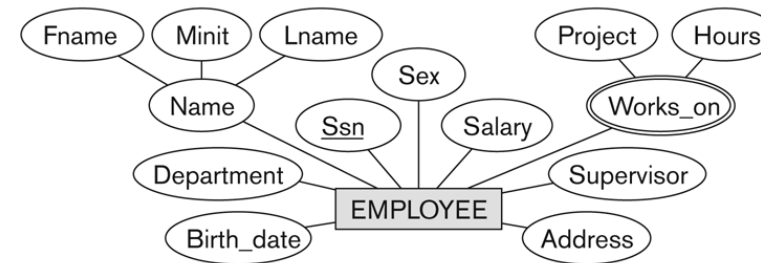 Fname Minit Lname Project Hours
Sex
Name Works_on
Ssn Salary
Department Supervisor
EMPLOYEE
Birth_date Address